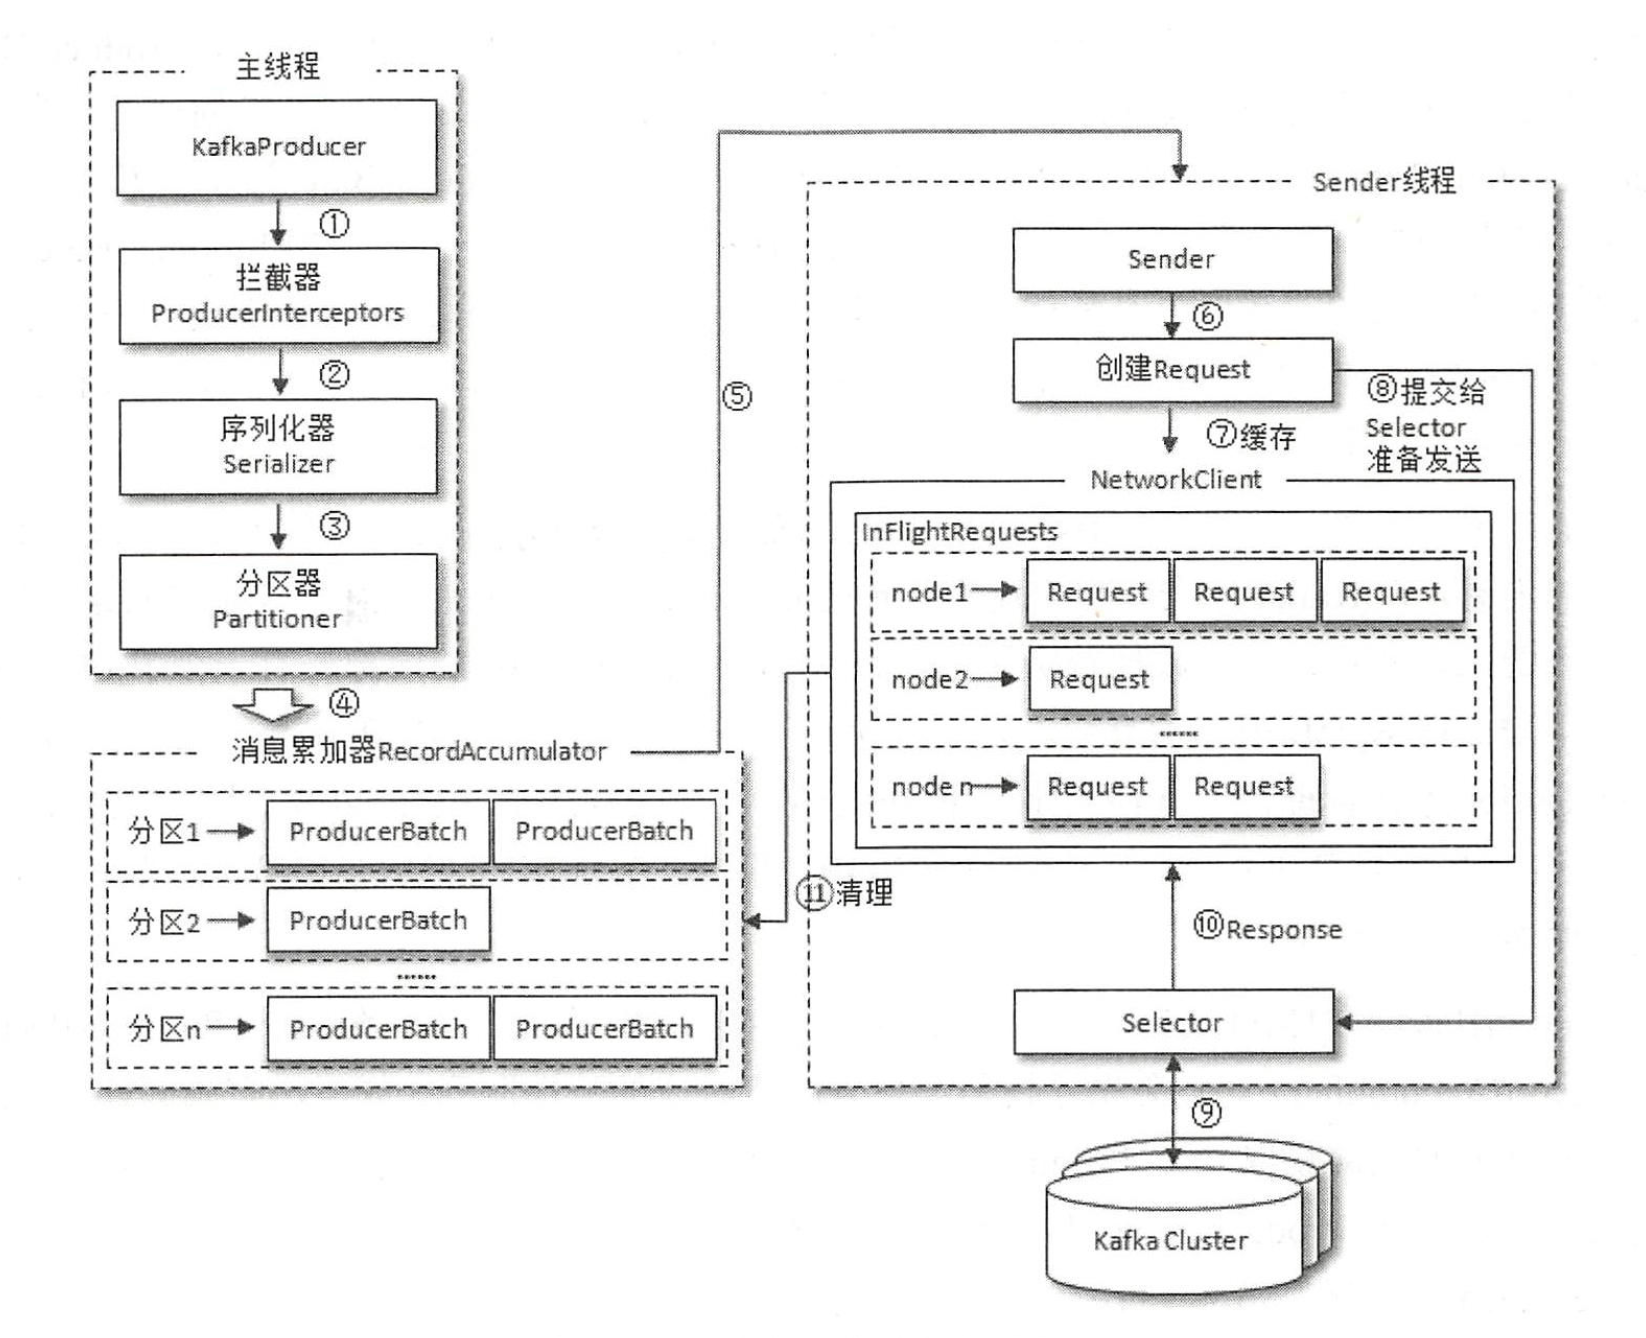 主线程
KafkaProducer
①
拦截器
ProducerInterceptors
②
序列化器
Serializer
③
分区器
Partitioner
④
消息累加器RecordAccumulator
分区1
ProducerBatch
ProducerBatch
分区2
ProducerBatch
......
分区n
ProducerBatch
ProducerBatch
⑤
Sender线程
Sender
⑥
创建Request
⑦缓存
⑧提交给
Selector
准备发送
NetworkClient
InFlightRequests
node1
Request
Request
Request
node2
Request
......
node n
Request
Request
⑪清理
⑩Response
Selector
⑨
Kafka Cluster